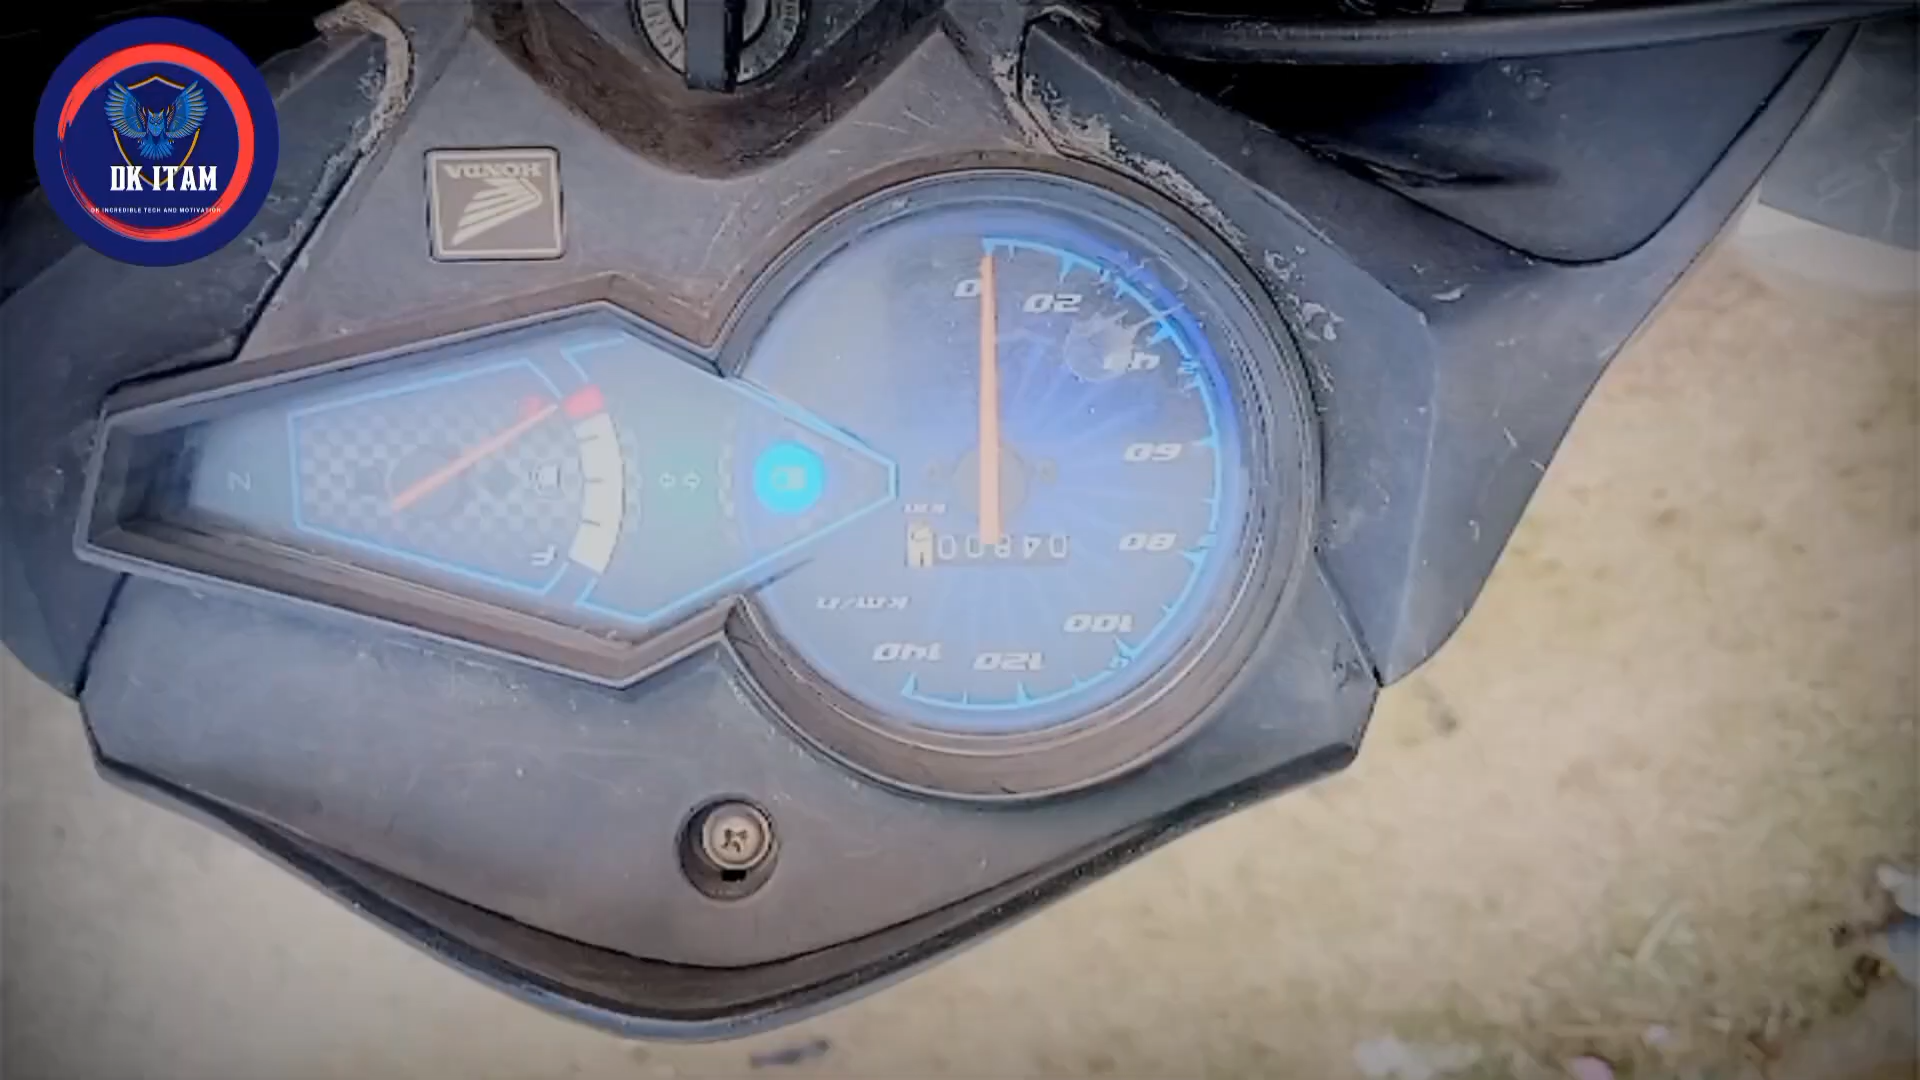 DK ITAM
DK INCREDIBLE TECH AND MOTIVATION
HONDA
0
20
40
60
80
100
120
140
km/h
F
N